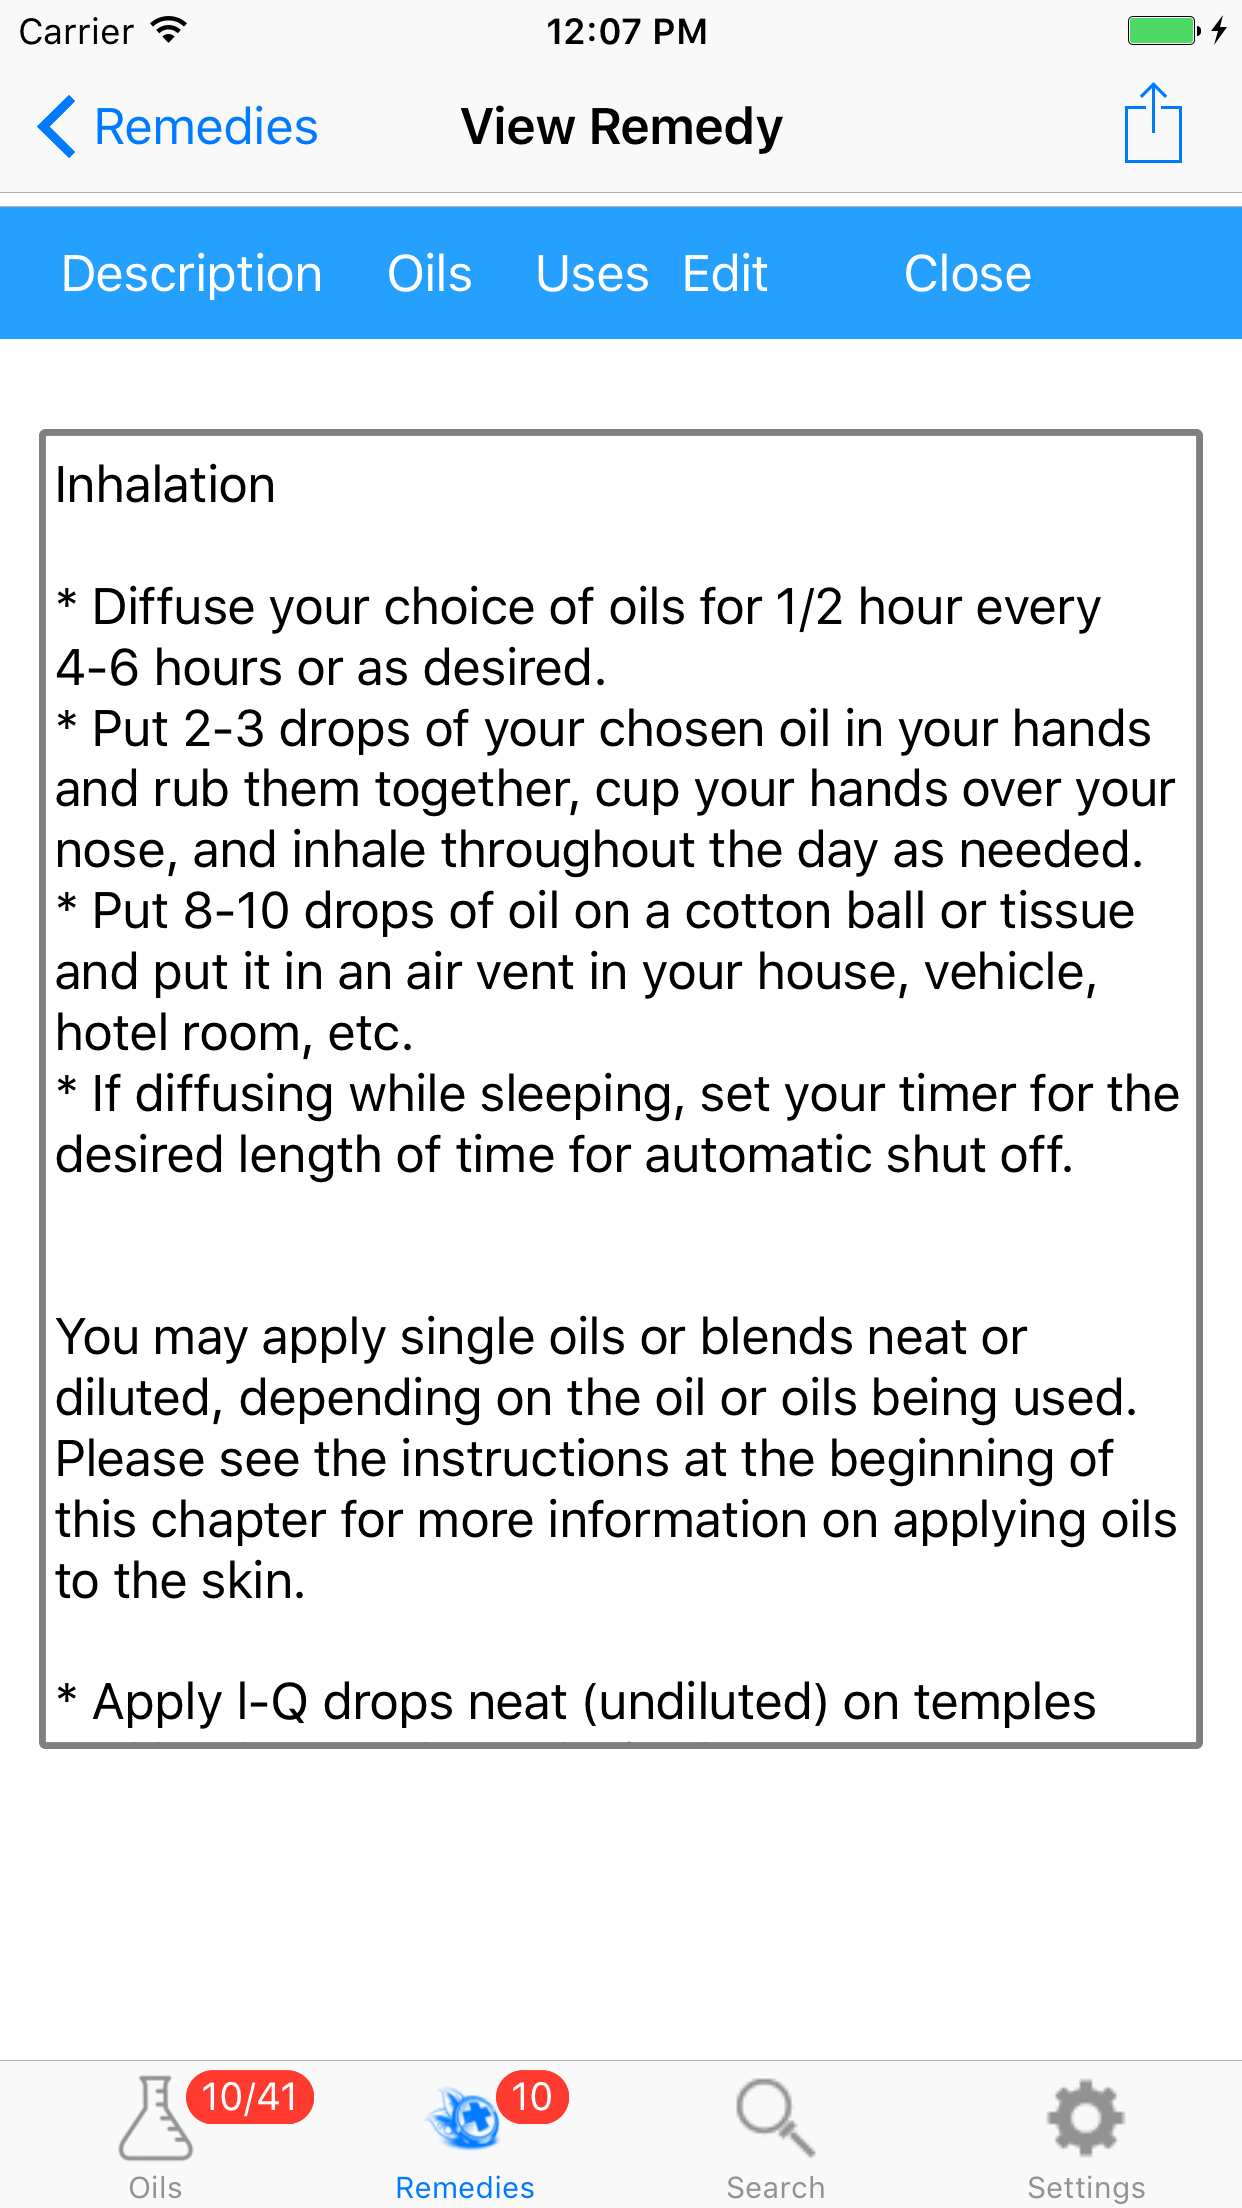 Carrier 12:07 PM
Remedies View Remedy
Description Oils Uses Edit Close
Inhalation
* Diffuse your choice of oils for 1/2 hour every
4-6 hours or as desired.
* Put 2-3 drops of your chosen oil in your hands
and rub them together, cup your hands over your
nose, and inhale throughout the day as needed.
* Put 8-10 drops of oil on a cotton ball or tissue
and put it in an air vent in your house, vehicle,
hotel room, etc.
* If diffusing while sleeping, set your timer for the
desired length of time for automatic shut off.
You may apply single oils or blends neat or
diluted, depending on the oil or oils being used.
Please see the instructions at the beginning of
this chapter for more information on applying oils
to the skin.
* Apply l-Q drops neat (undiluted) on temples
10/41 10
Oils Remedies Search Settings